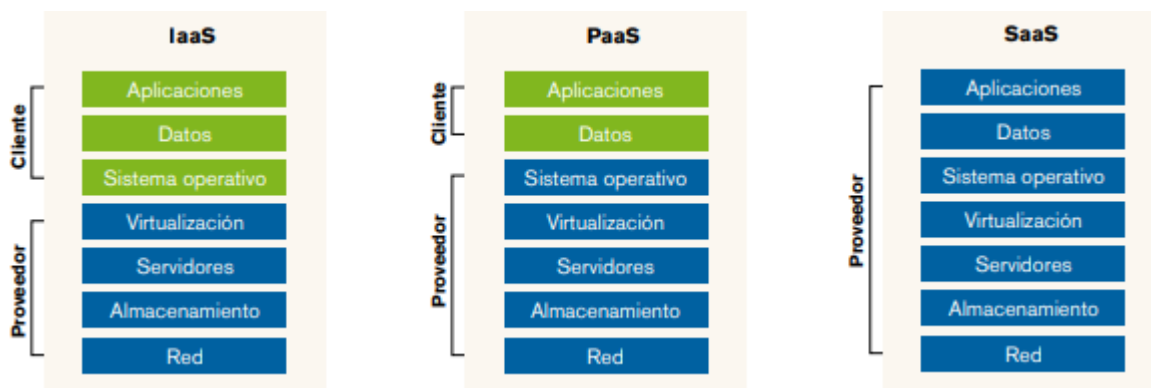 IaaS
Cliente
Aplicaciones
Datos
Sistema operativo
Proveedor
Virtualización
Servidores
Almacenamiento
Red
PaaS
Cliente
Aplicaciones
Datos
Proveedor
Sistema operativo
Virtualización
Servidores
Almacenamiento
Red
SaaS
Proveedor
Aplicaciones
Datos
Sistema operativo
Virtualización
Servidores
Almacenamiento
Red